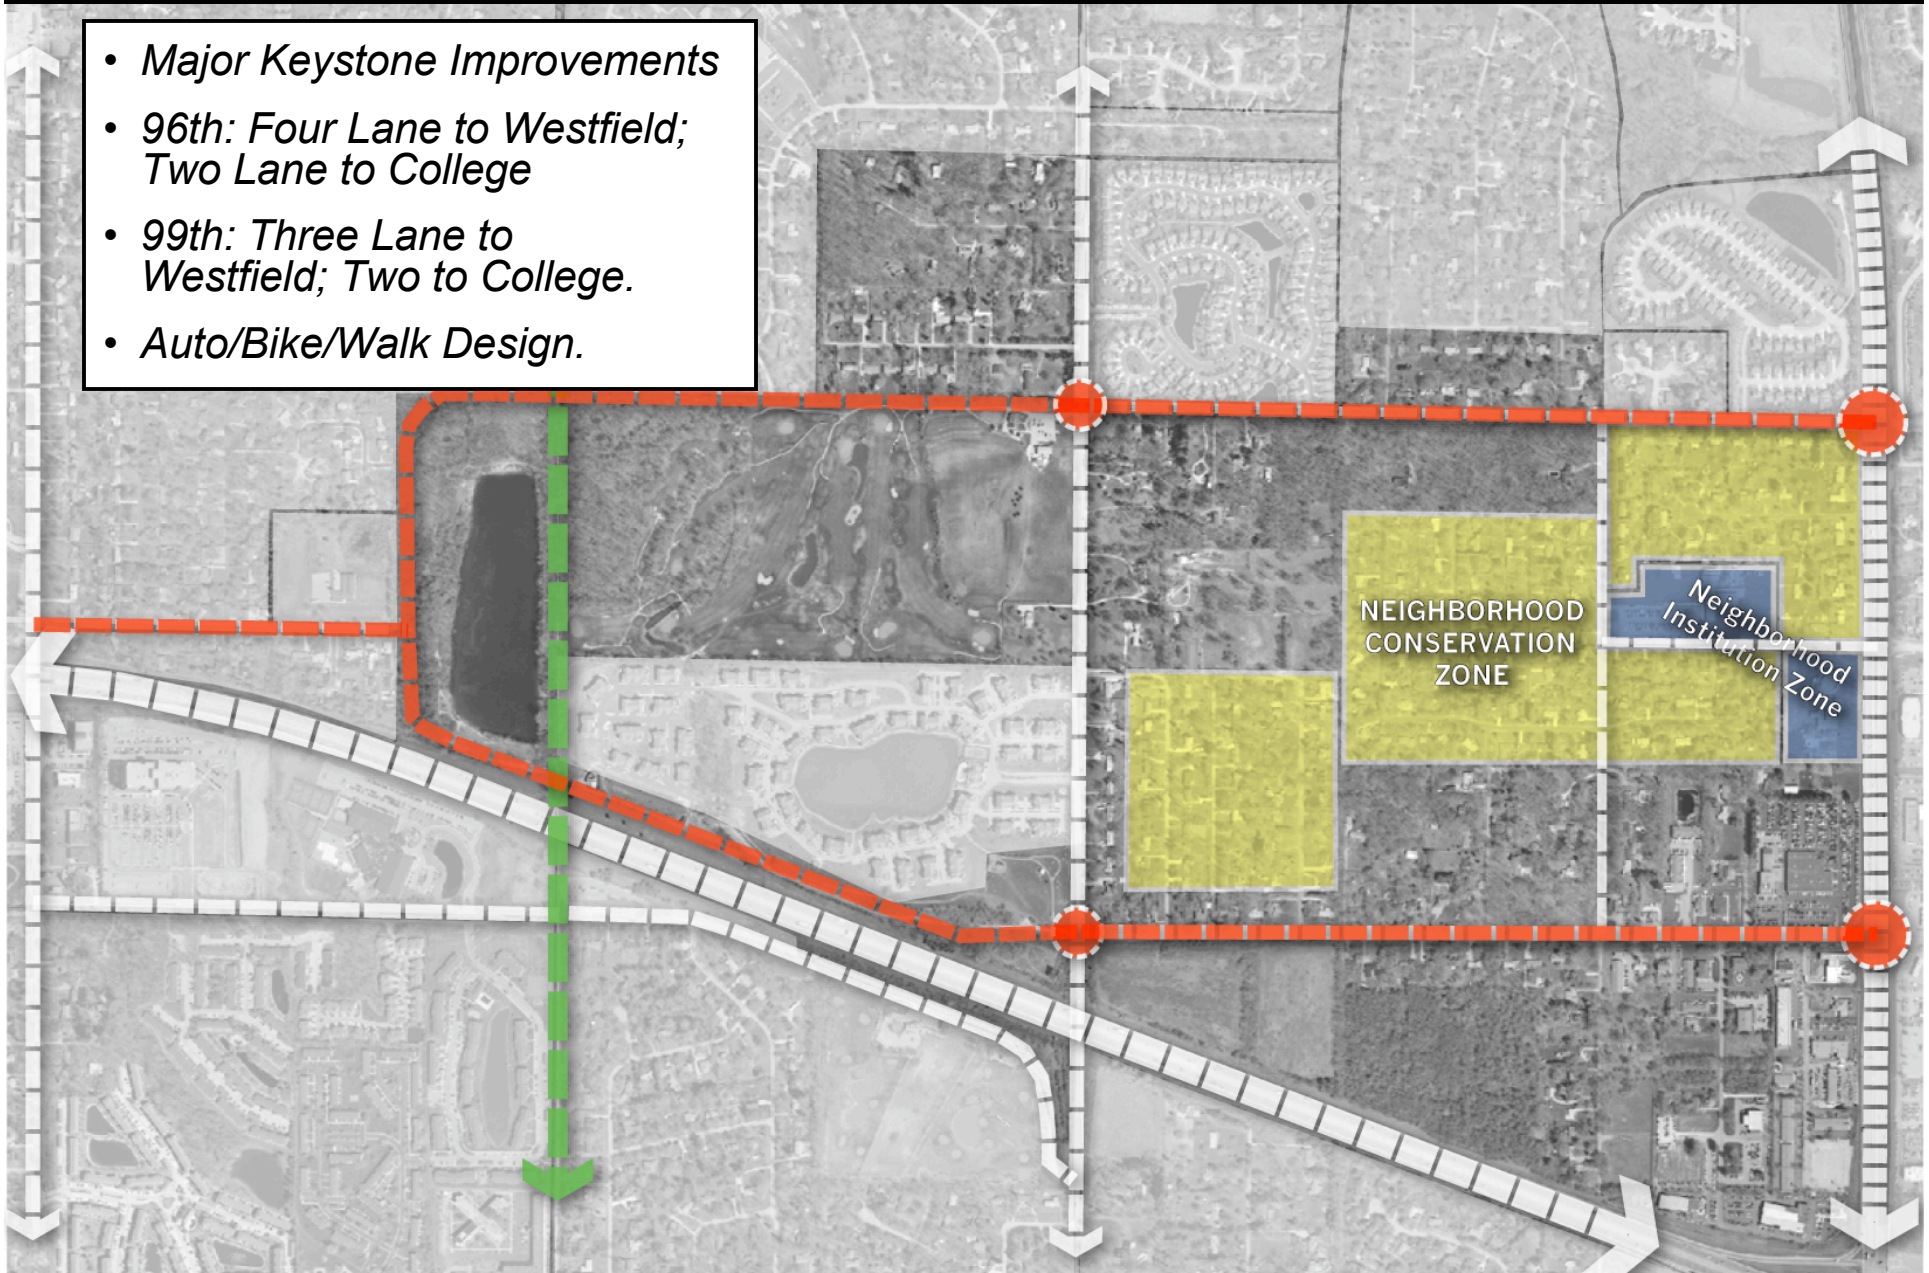 • Major Keystone Improvements
• 96th: Four Lane to Westfield;
Two Lane to College
• 99th: Three Lane to
Westfield; Two to College.
• Auto/Bike/Walk Design.
NEIGHBORHOOD
CONSERVATION
ZONE
Neighborhood
Institution Zone